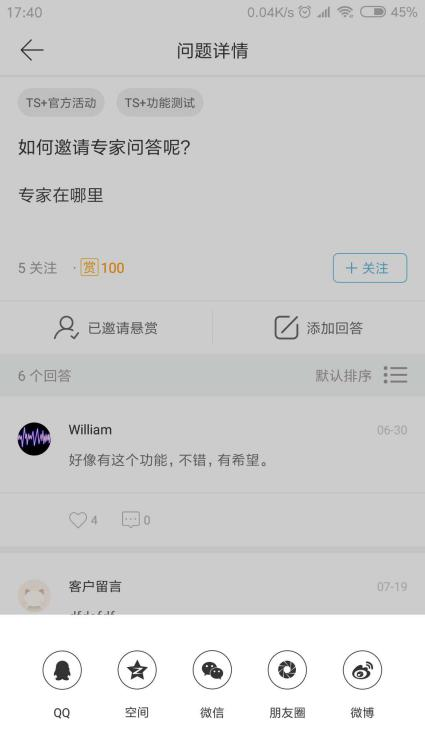 17:40 0.04K/s 45%
问题详情
TS+官方活动 TS+功能测试
如何邀请专家问答呢?
专家在哪里
5 关注 · 赏 100 + 关注
已邀请悬赏 添加回答
6 个回答 默认排序
William 06-30
好像有这个功能，不错，有希望。
4 0
客户留言 07-19
QQ 空间 微信 朋友圈 微博